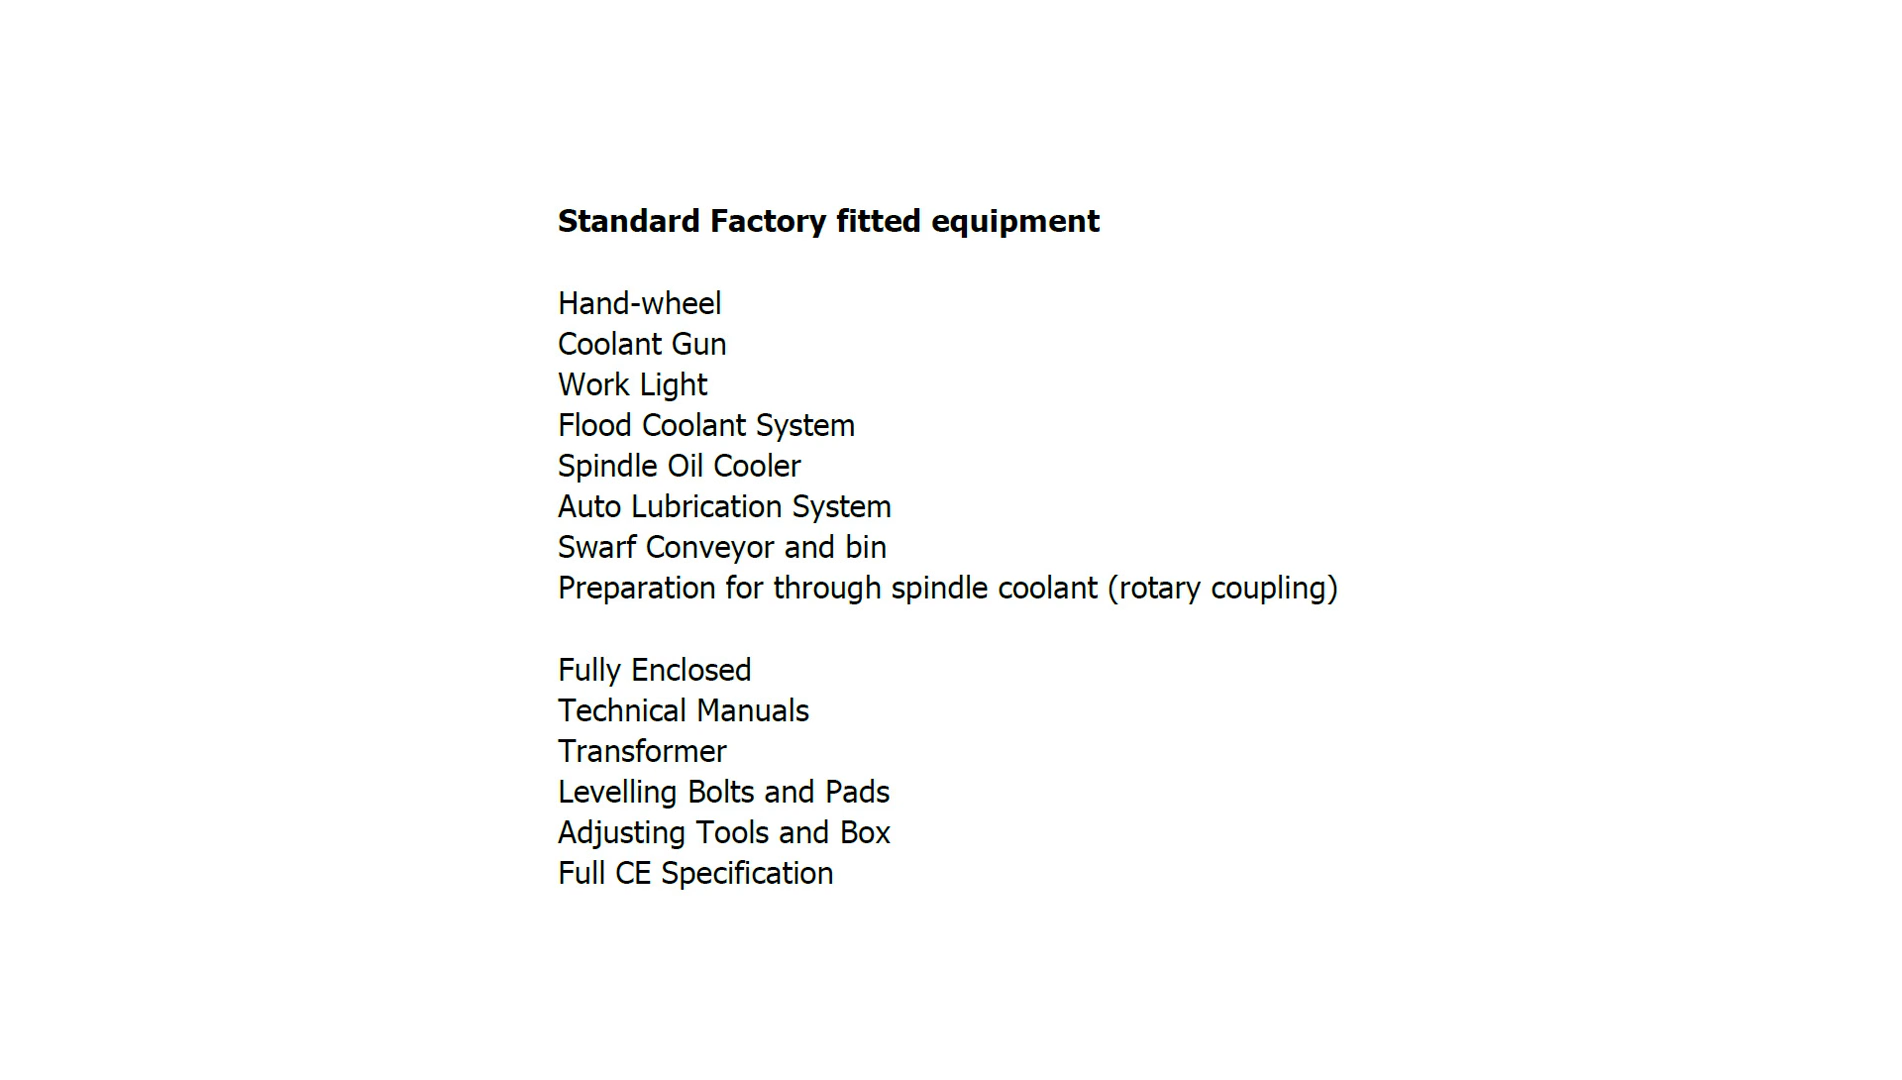 Standard Factory fitted equipment
Hand-wheel
Coolant Gun
Work Light
Flood Coolant System
Spindle Oil Cooler
Auto Lubrication System
Swarf Conveyor and bin
Preparation for through spindle coolant (rotary coupling)
Fully Enclosed
Technical Manuals
Transformer
Levelling Bolts and Pads
Adjusting Tools and Box
Full CE Specification